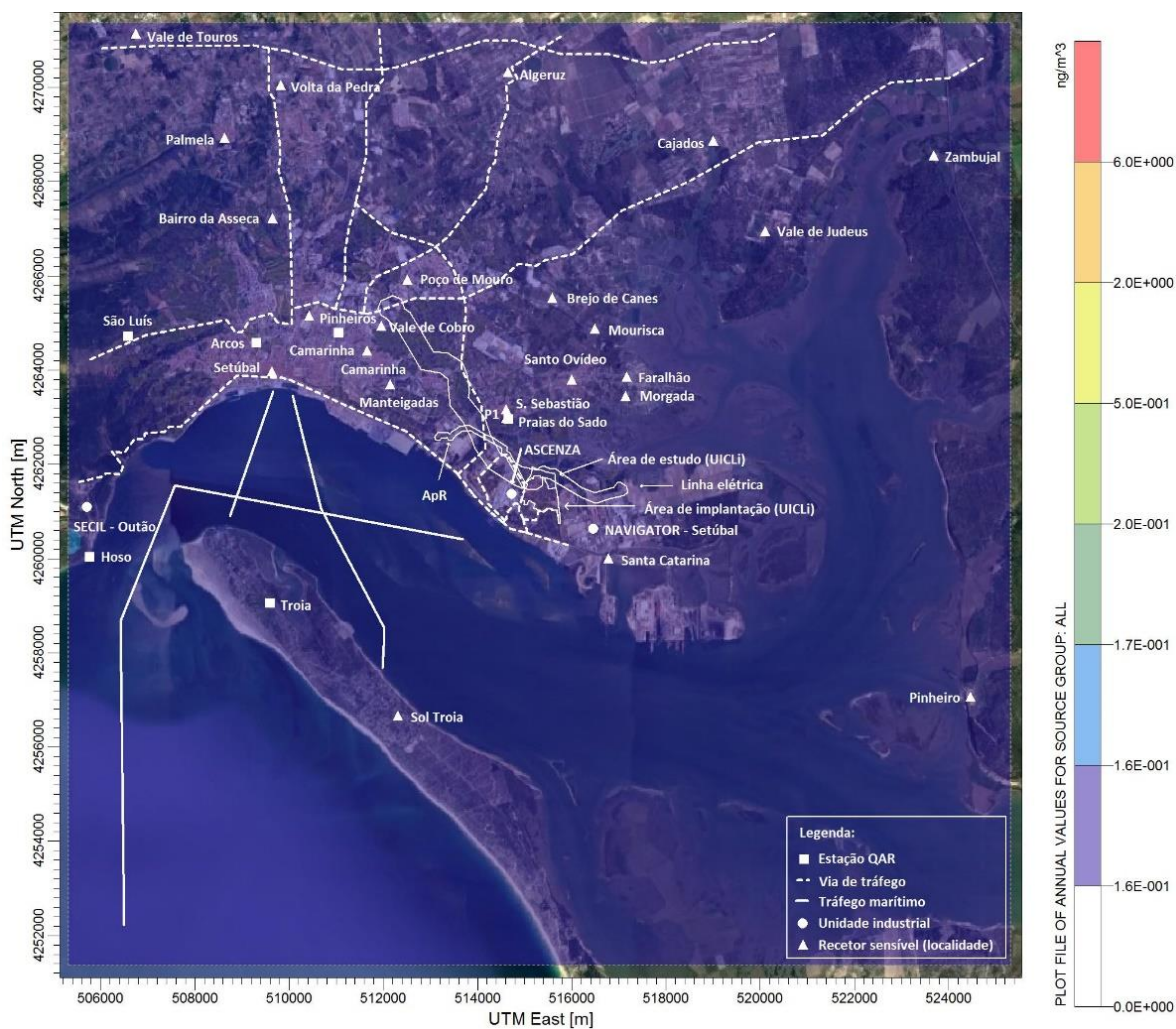 Vale de Touros
Volta da Pedra
Algeruz
Palmela
Cajados
Zambujal
Bairro da Asseca
Vale de Judeus
Poço de Mouro
Brejo de Canes
São Luís
Pinheiros
Vale de Cobro
Mourisca
Arcos
Camarinha
Santo Ovídeo
Setúbal
Camarinha
Faralhão
Manteigadas
Morgada
P1
S. Sebastião
Praias do Sado
ASCENZA
Área de estudo (UICLi)
ApR
Linha elétrica
Área de implantação (UICLi)
SECIL - Outão
NAVIGATOR - Setúbal
Hoso
Santa Catarina
Troia
Pinheiro
Sol Troia
Legenda:
Estação QAR
Via de tráfego
Tráfego marítimo
Unidade industrial
Recetor sensível (localidade)
UTM North [m]
4270000
4268000
4266000
4264000
4262000
4260000
4258000
4256000
4254000
4252000
506000 508000 510000 512000 514000 516000 518000 520000 522000 524000
UTM East [m]
PLOT FILE OF ANNUAL VALUES FOR SOURCE GROUP: ALL
ng/m^3
6.0E+000
2.0E+000
5.0E-001
2.0E-001
1.7E-001
1.6E-001
1.6E-001
0.0E+000